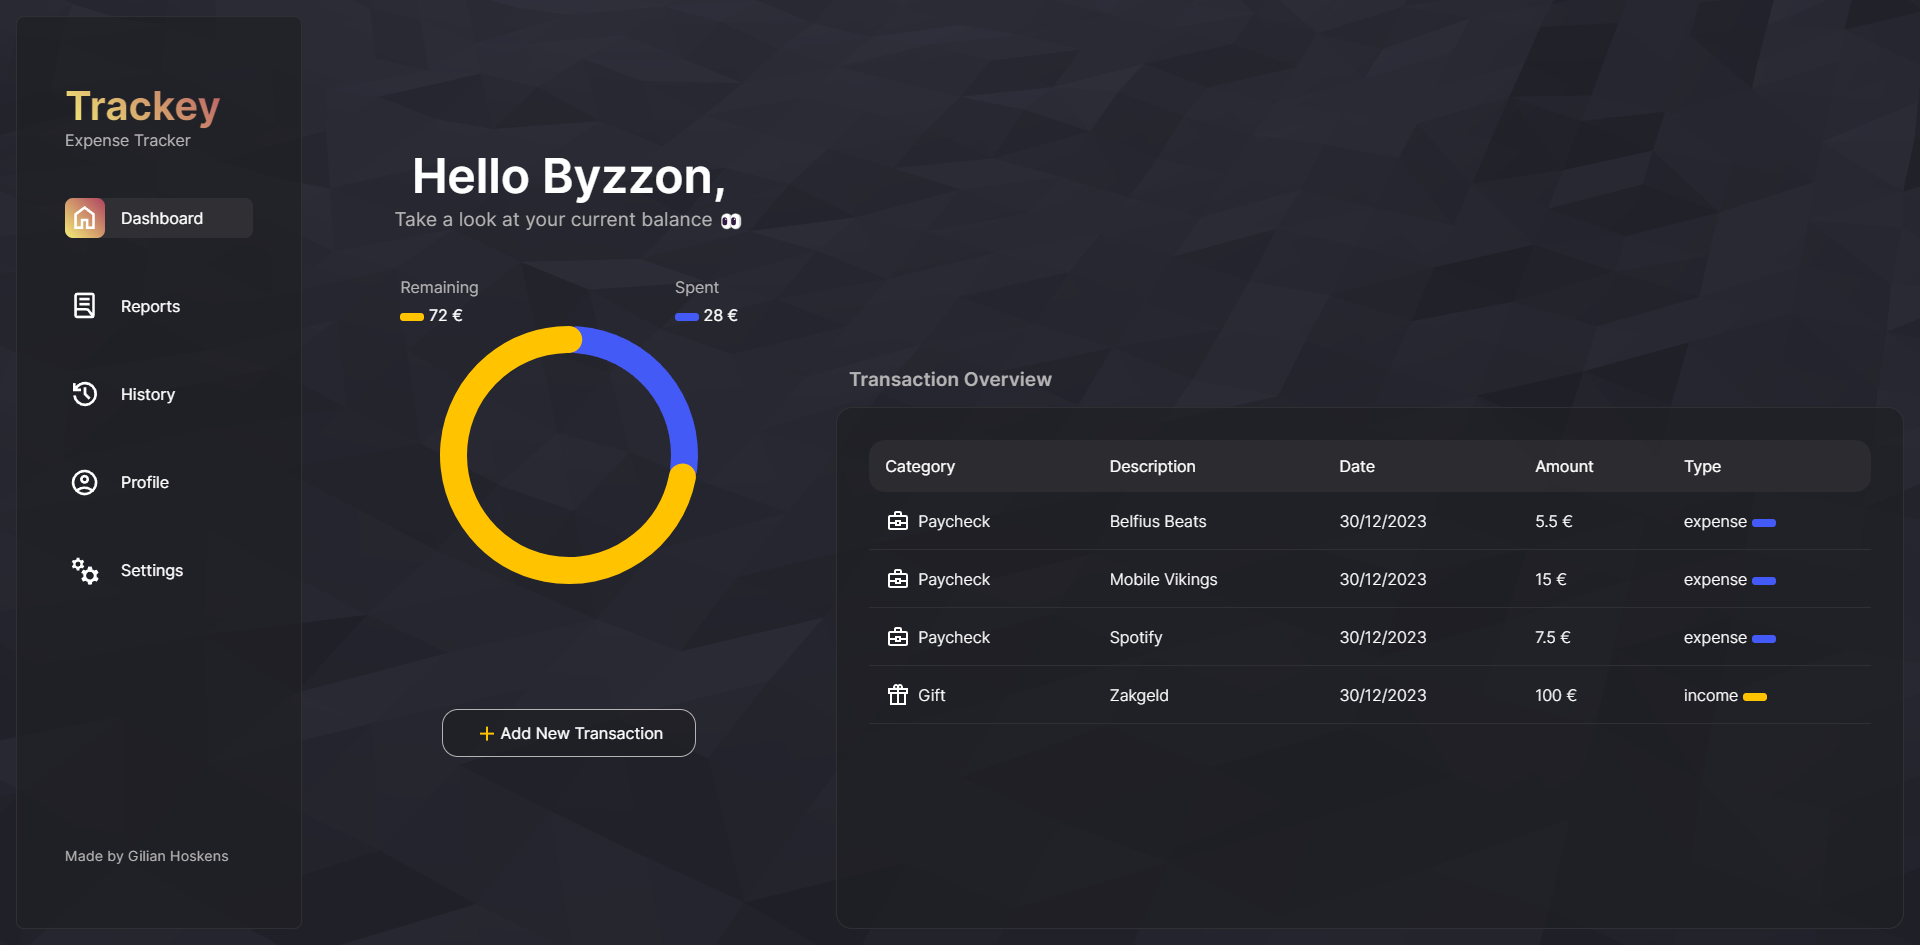 Trackey
Expense Tracker
Dashboard
Reports
History
Profile
Settings
Made by Gilian Hoskens
Hello Byzzon,
Take a look at your current balance 👀
Remaining
72 €
Spent
28 €
+ Add New Transaction
Transaction Overview
Category Description Date Amount Type
Paycheck Belfius Beats 30/12/2023 5.5 € expense
Paycheck Mobile Vikings 30/12/2023 15 € expense
Paycheck Spotify 30/12/2023 7.5 € expense
Gift Zakgeld 30/12/2023 100 € income